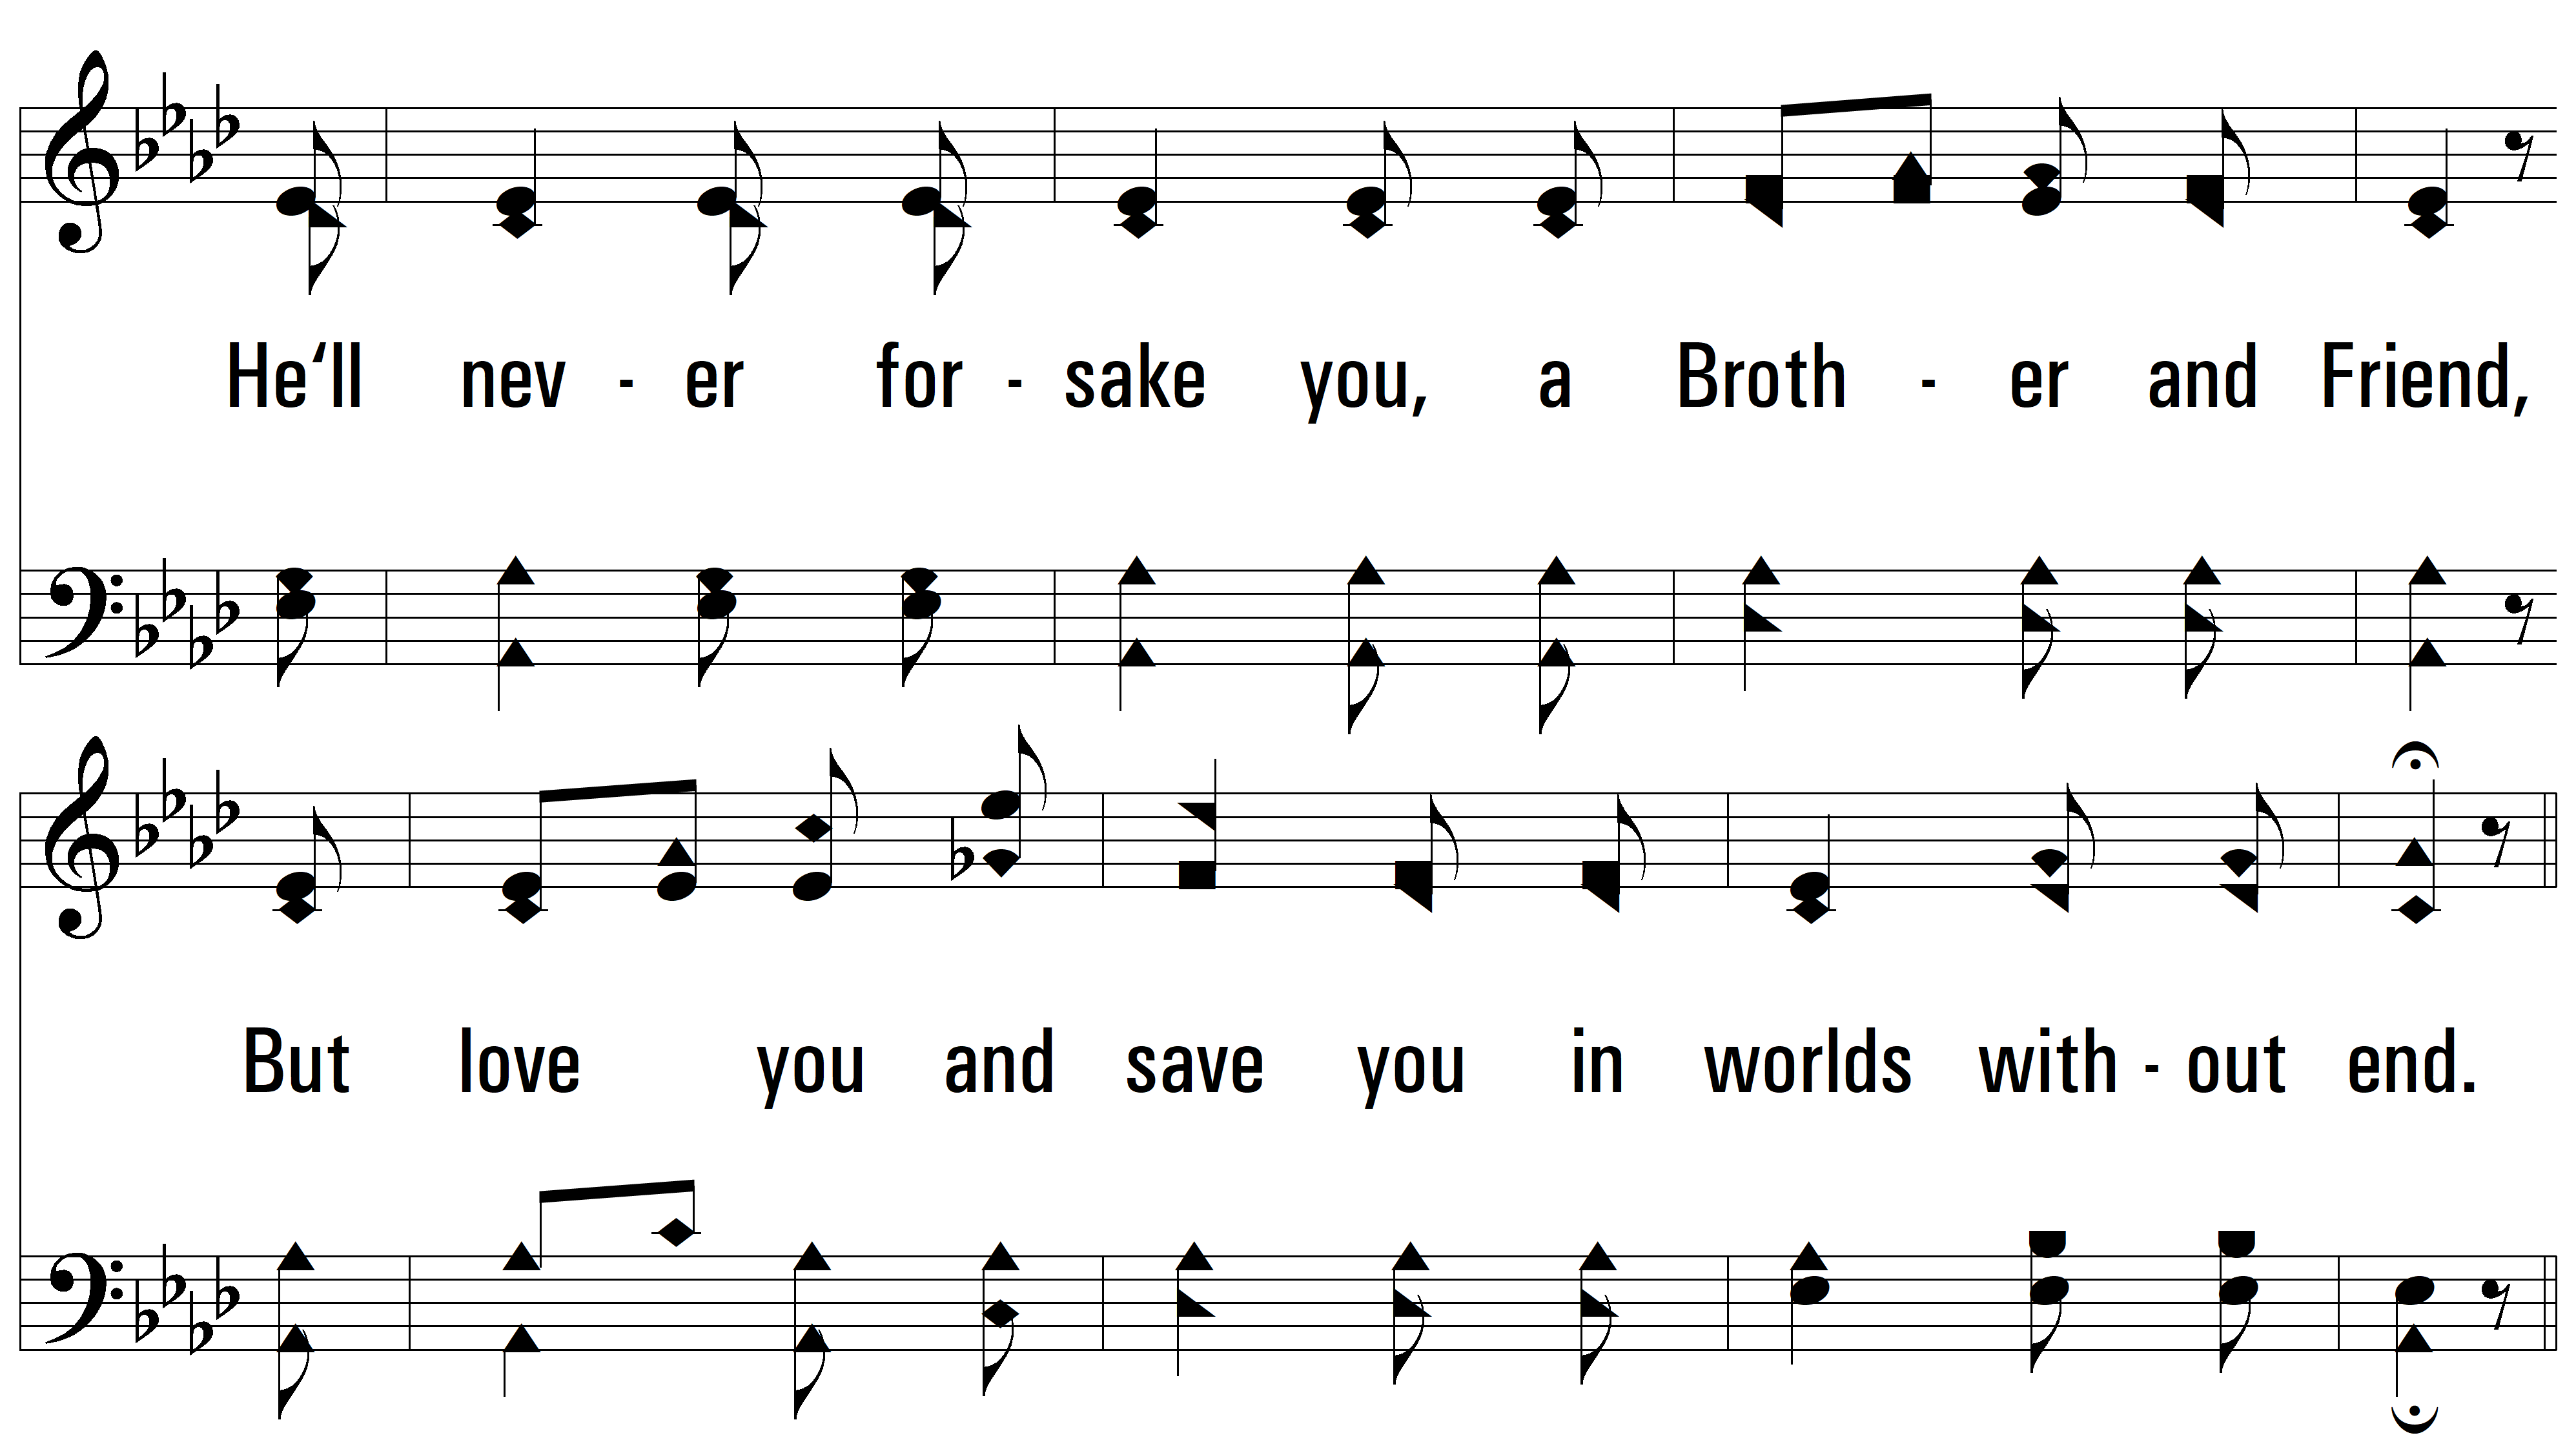 He‘ll nev - er for - sake you, a Broth - er and Friend,
But love you and save you in worlds with - out end.